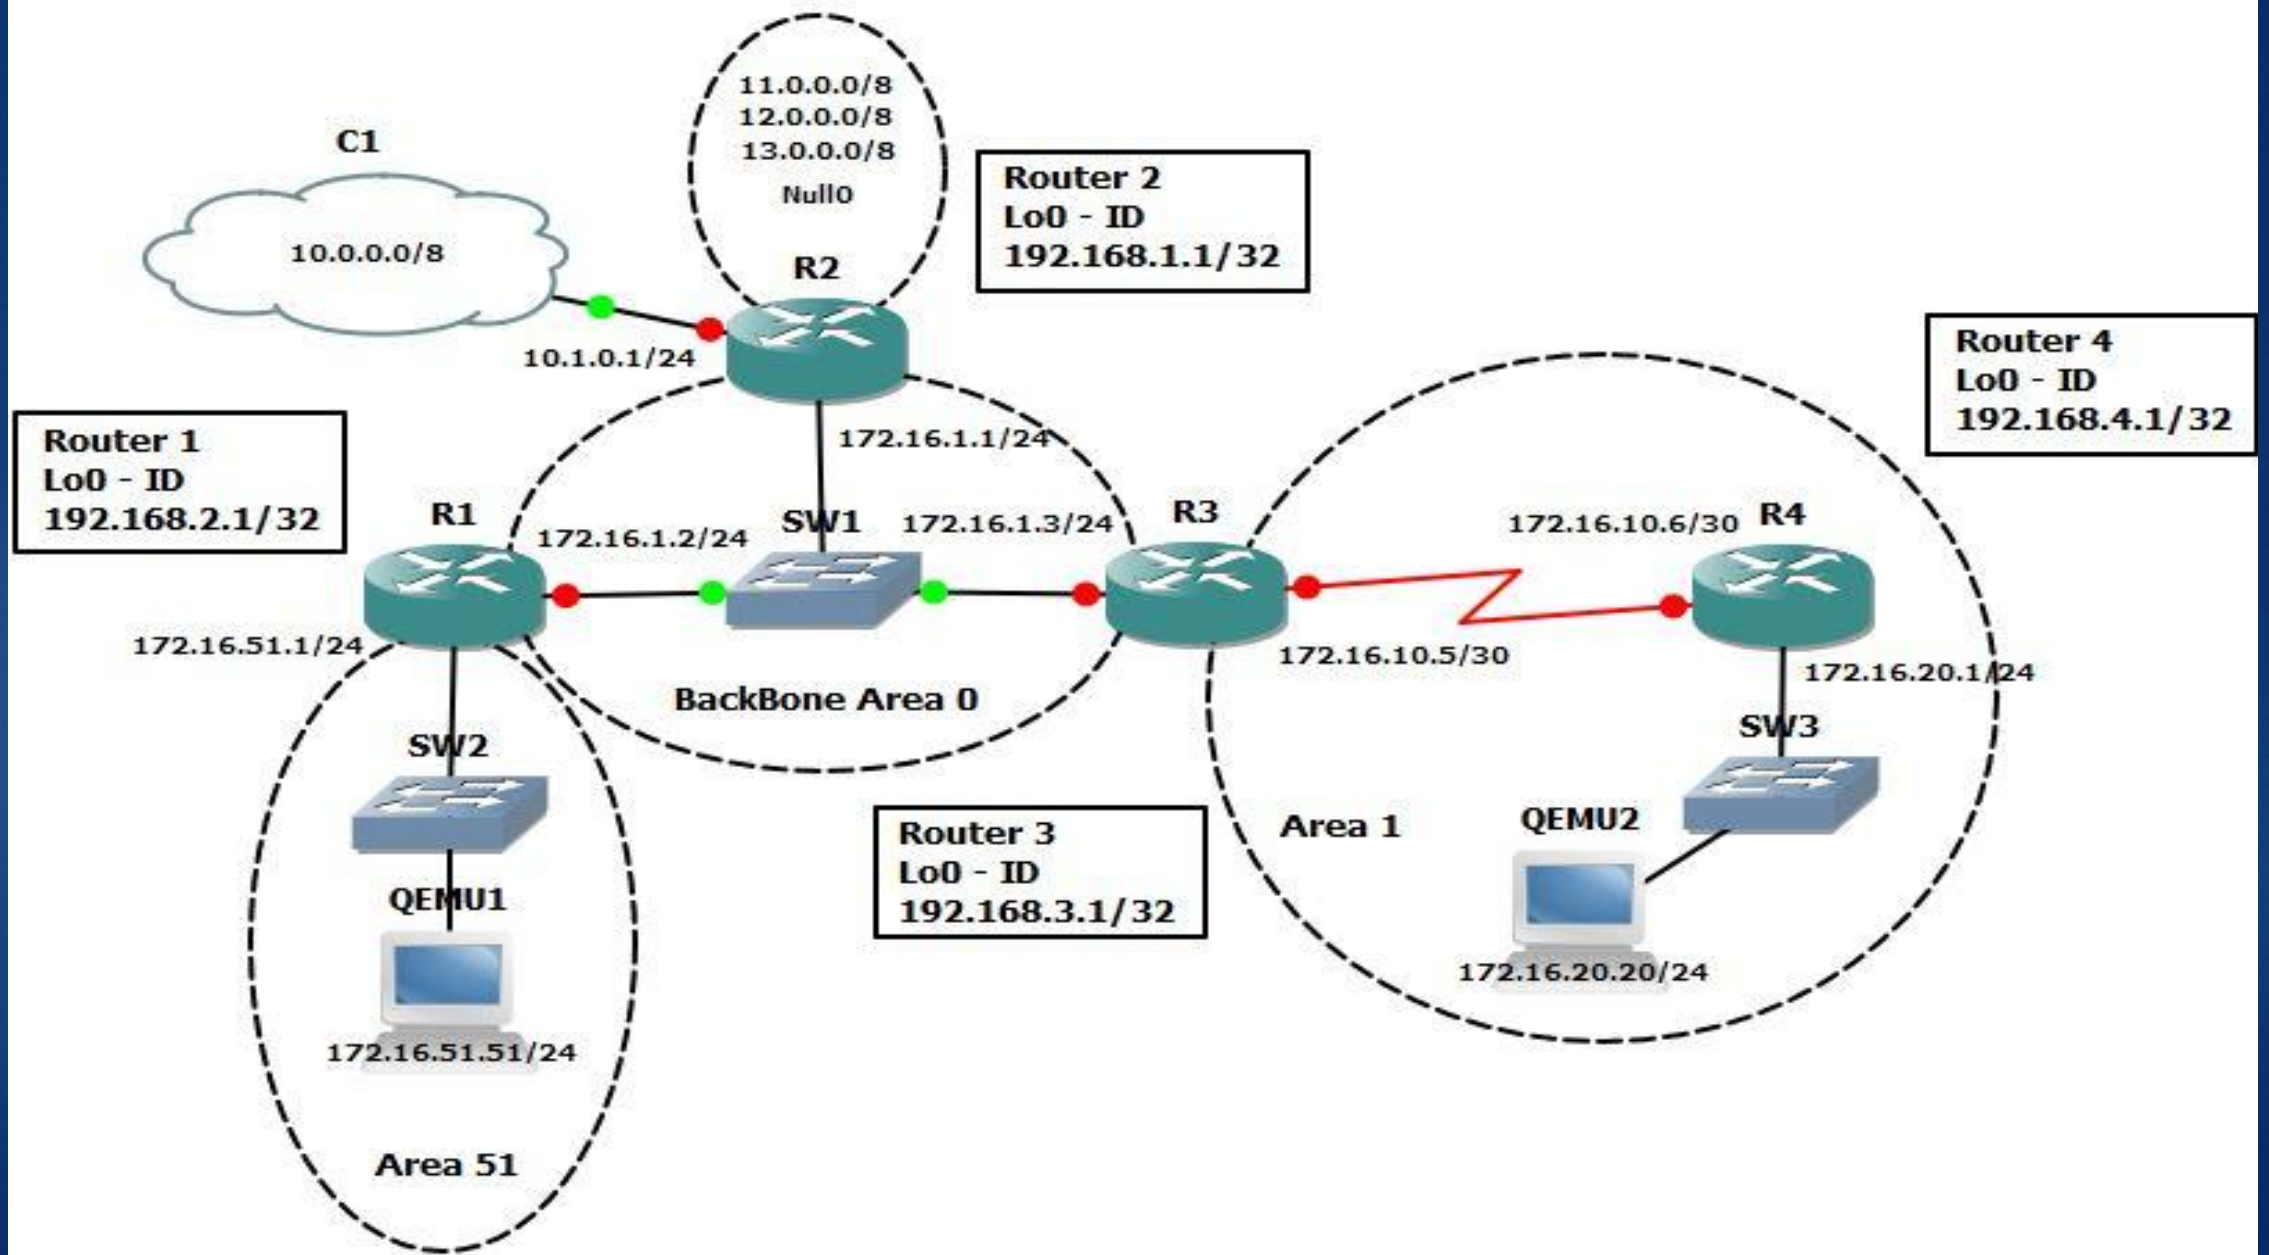 11.0.0.0/8
12.0.0.0/8
13.0.0.0/8
Null0
C1
10.0.0.0/8
R2
10.1.0.1/24
Router 2
Lo0 - ID
192.168.1.1/32
Router 4
Lo0 - ID
192.168.4.1/32
Router 1
Lo0 - ID
192.168.2.1/32
172.16.1.1/24
R1
172.16.1.2/24
SW1
172.16.1.3/24
R3
172.16.10.6/30
R4
172.16.51.1/24
172.16.10.5/30
172.16.20.1/24
BackBone Area 0
SW2
SW3
QEMU1
Router 3
Lo0 - ID
192.168.3.1/32
Area 1
QEMU2
172.16.20.20/24
172.16.51.51/24
Area 51